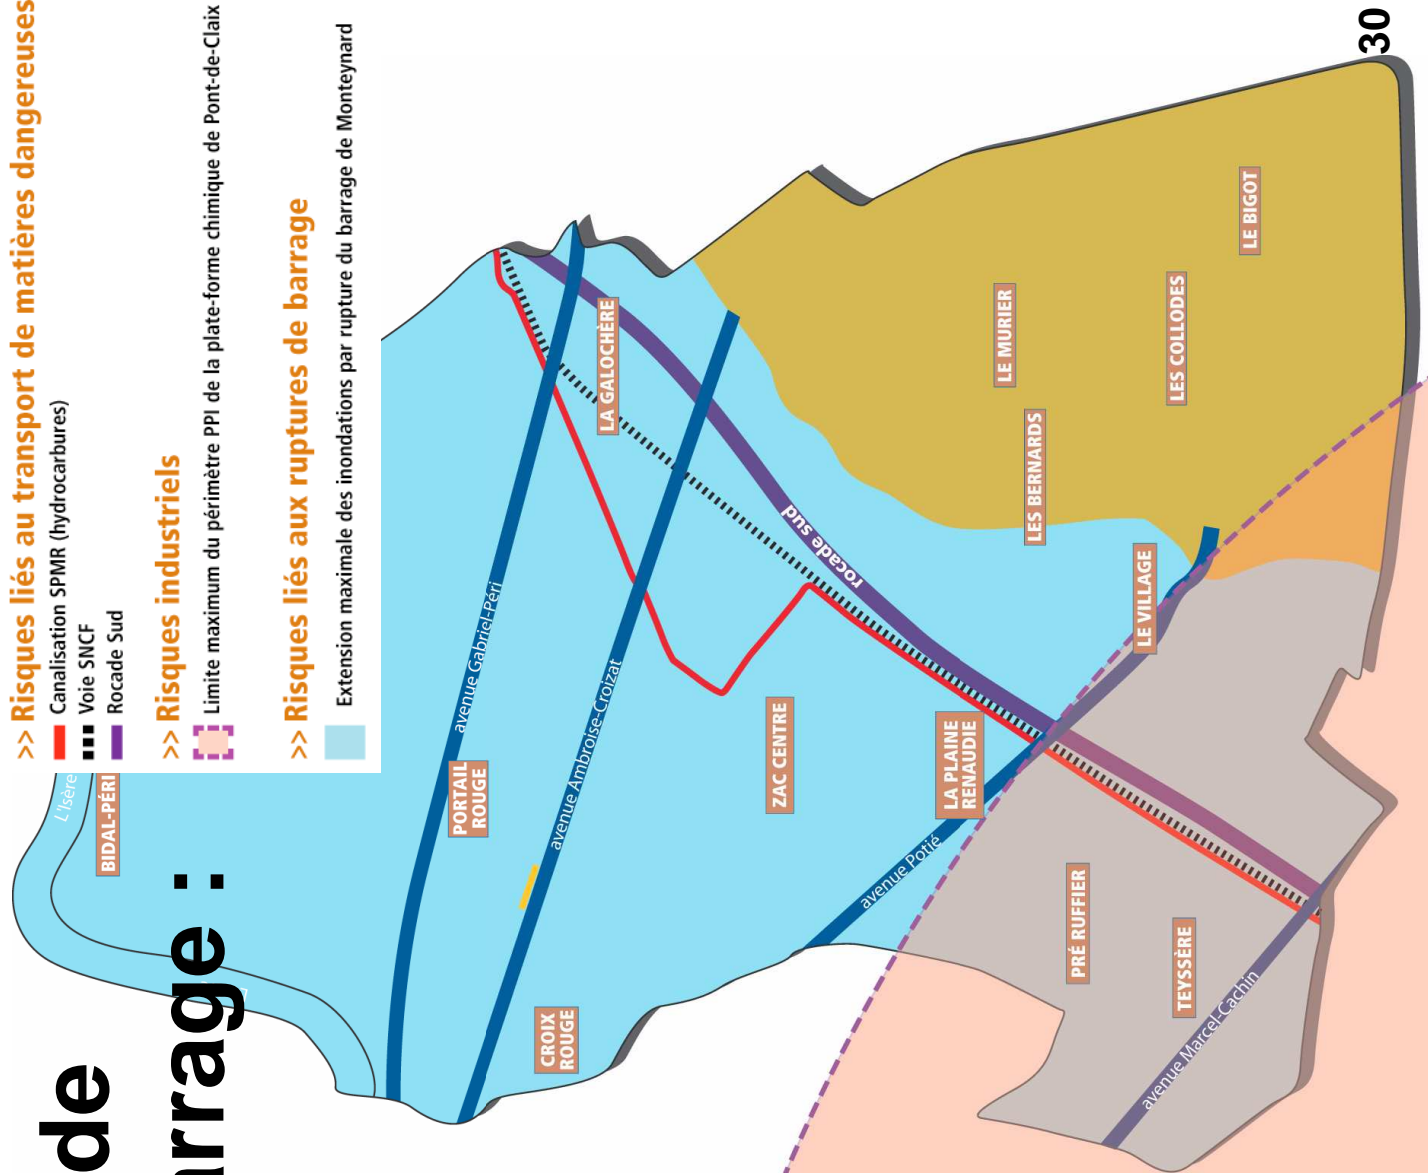 de
arrage :
>> Risques liés au transport de matières dangereuses
Canalisation SPMR (hydrocarbures)
Voie SNCF
Rocade Sud
>> Risques industriels
Limite maximum du périmètre PPI de la plate-forme chimique de Pont-de-Claix
>> Risques liés aux ruptures de barrage
Extension maximale des inondations par rupture du barrage de Monteynard
L'Isère
BIDAL-PÉRI
avenue Gabriel-Péri
PORTAIL
ROUGE
avenue Ambroise-Croizat
CROIX
ROUGE
LA GALOCHÈRE
ZAC CENTRE
rocade sud
avenue Potié
LA PLAINE
RENAUDIE
LE MURIER
LES BERNARDS
PRÉ RUFFIER
LE VILLAGE
LES COLLODES
TEYSSÈRE
avenue Marcel-Cachin
LE BIGOT
30